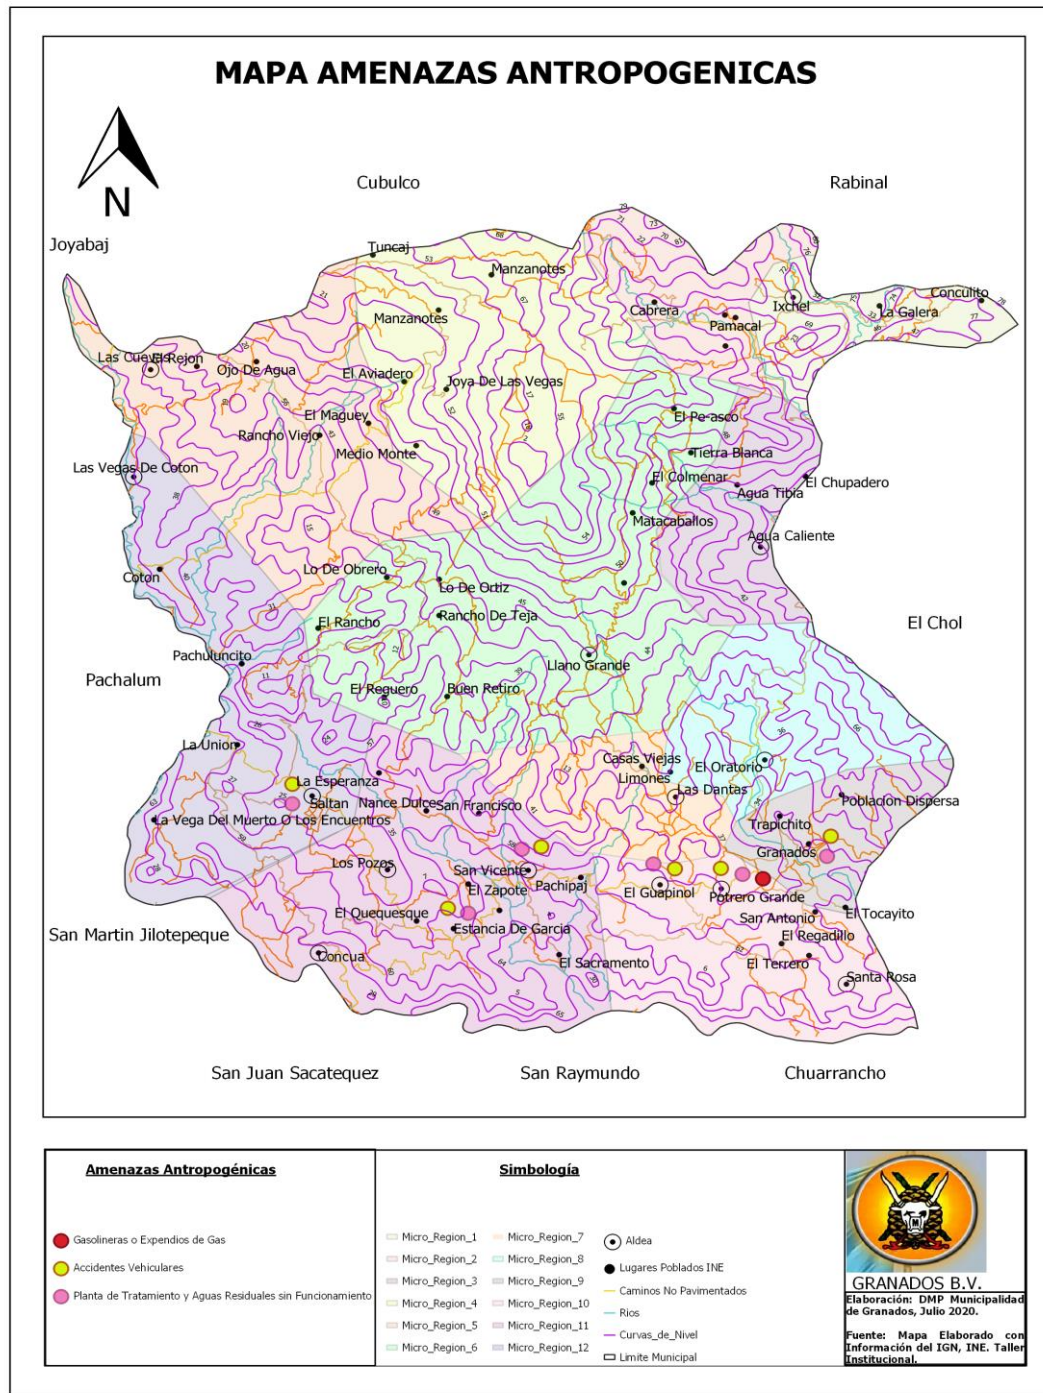 MAPA AMENAZAS ANTROPOGENICAS
N
Cubulco
Rabinal
Joyabaj
Tuncaj
Manzanotes
Manzanotes
Cabrera
Pamacal
Ixchel
La Galera
Conculito
Las Cuevas
El Rejon
Ojo De Agua
El Aviadero
Joya De Las Vegas
El Maguey
Rancho Viejo
Medio Monte
El Pe-asco
Tierra Blanca
Las Vegas De Coton
El Colmenar
Agua Tibia
El Chupadero
Matacaballos
Agua Caliente
Coton
Lo De Obrero
Lo De Ortiz
El Rancho
Rancho De Teja
El Chol
Pachuluncito
Llano Grande
Pachalum
El Reguero
Buen Retiro
La Union
Casas Viejas
Limones
El Oratorio
La Esperanza
Saltan
Nance Dulce
San Francisco
Las Dantas
Poblacion Dispersa
La Vega Del Muerto O Los Encuentros
Trapichito
Granados
Los Pozos
San Vicente
Pachipaj
El Zapote
El Guapinol
Potrero Grande
El Quequesque
Estancia De Garcia
San Antonio
El Tocayito
San Martin Jilotepeque
El Regadillo
Concua
El Sacramento
El Terrero
Santa Rosa
San Juan Sacatequez
San Raymundo
Chuarrancho
Amenazas Antropogénicas
Gasolineras o Expendios de Gas
Accidentes Vehiculares
Planta de Tratamiento y Aguas Residuales sin Funcionamiento
Simbología
Micro_Region_1
Micro_Region_2
Micro_Region_3
Micro_Region_4
Micro_Region_5
Micro_Region_6
Micro_Region_7
Micro_Region_8
Micro_Region_9
Micro_Region_10
Micro_Region_11
Micro_Region_12
Aldea
Lugares Poblados INE
Caminos No Pavimentados
Rios
Curvas_de_Nivel
Limite Municipal
M
GRANADOS B.V.
Elaboración: DMP Municipalidad
de Granados, Julio 2020.
Fuente: Mapa Elaborado con
Información del IGN, INE. Taller
Institucional.